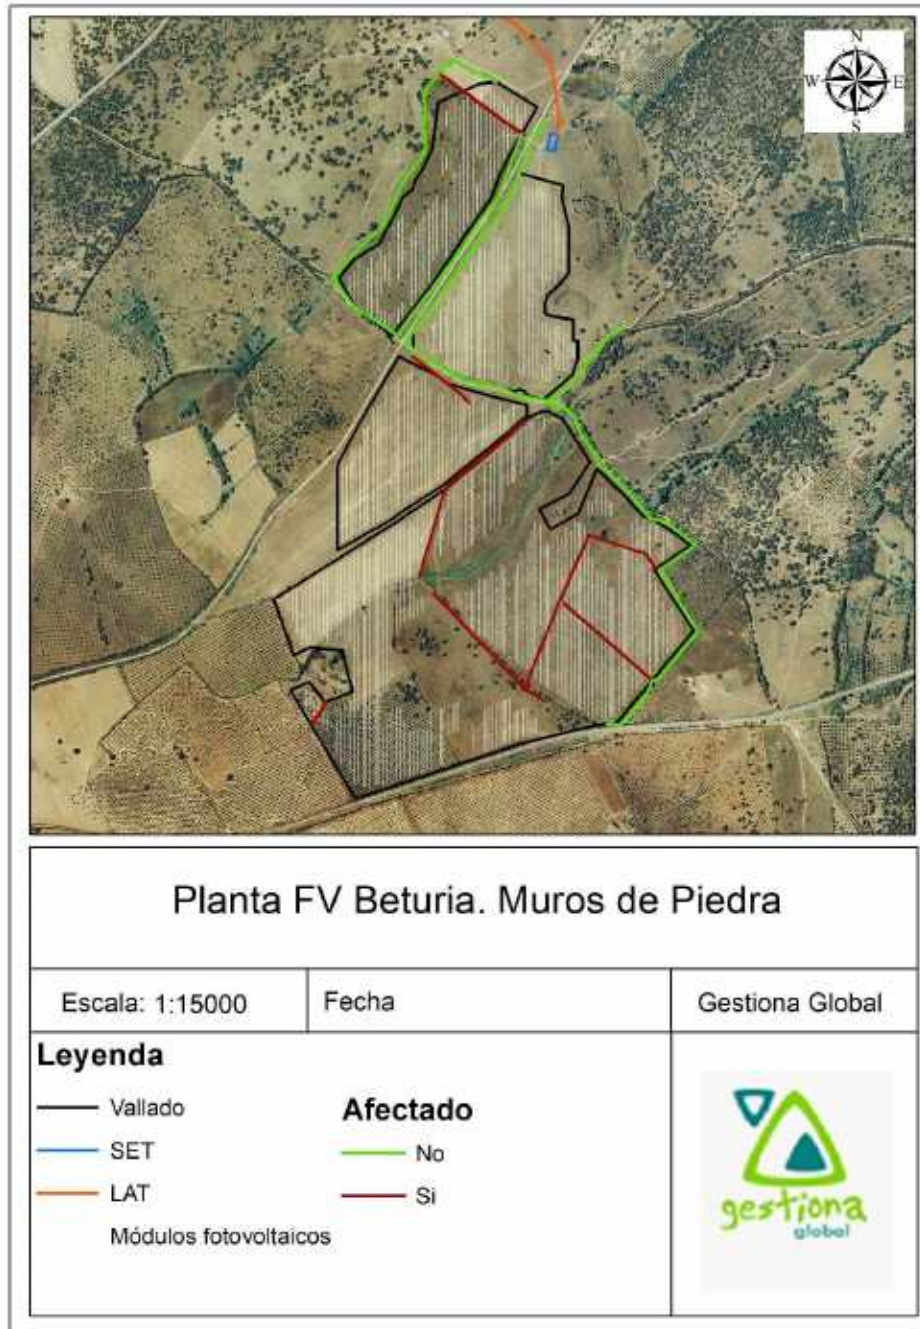 N
W E
S
Planta FV Beturia. Muros de Piedra
Escala: 1:15000
Fecha
Gestiona Global
Leyenda
Vallado
SET
LAT
Módulos fotovoltaicos
Afectado
No
Si
gestiona
global